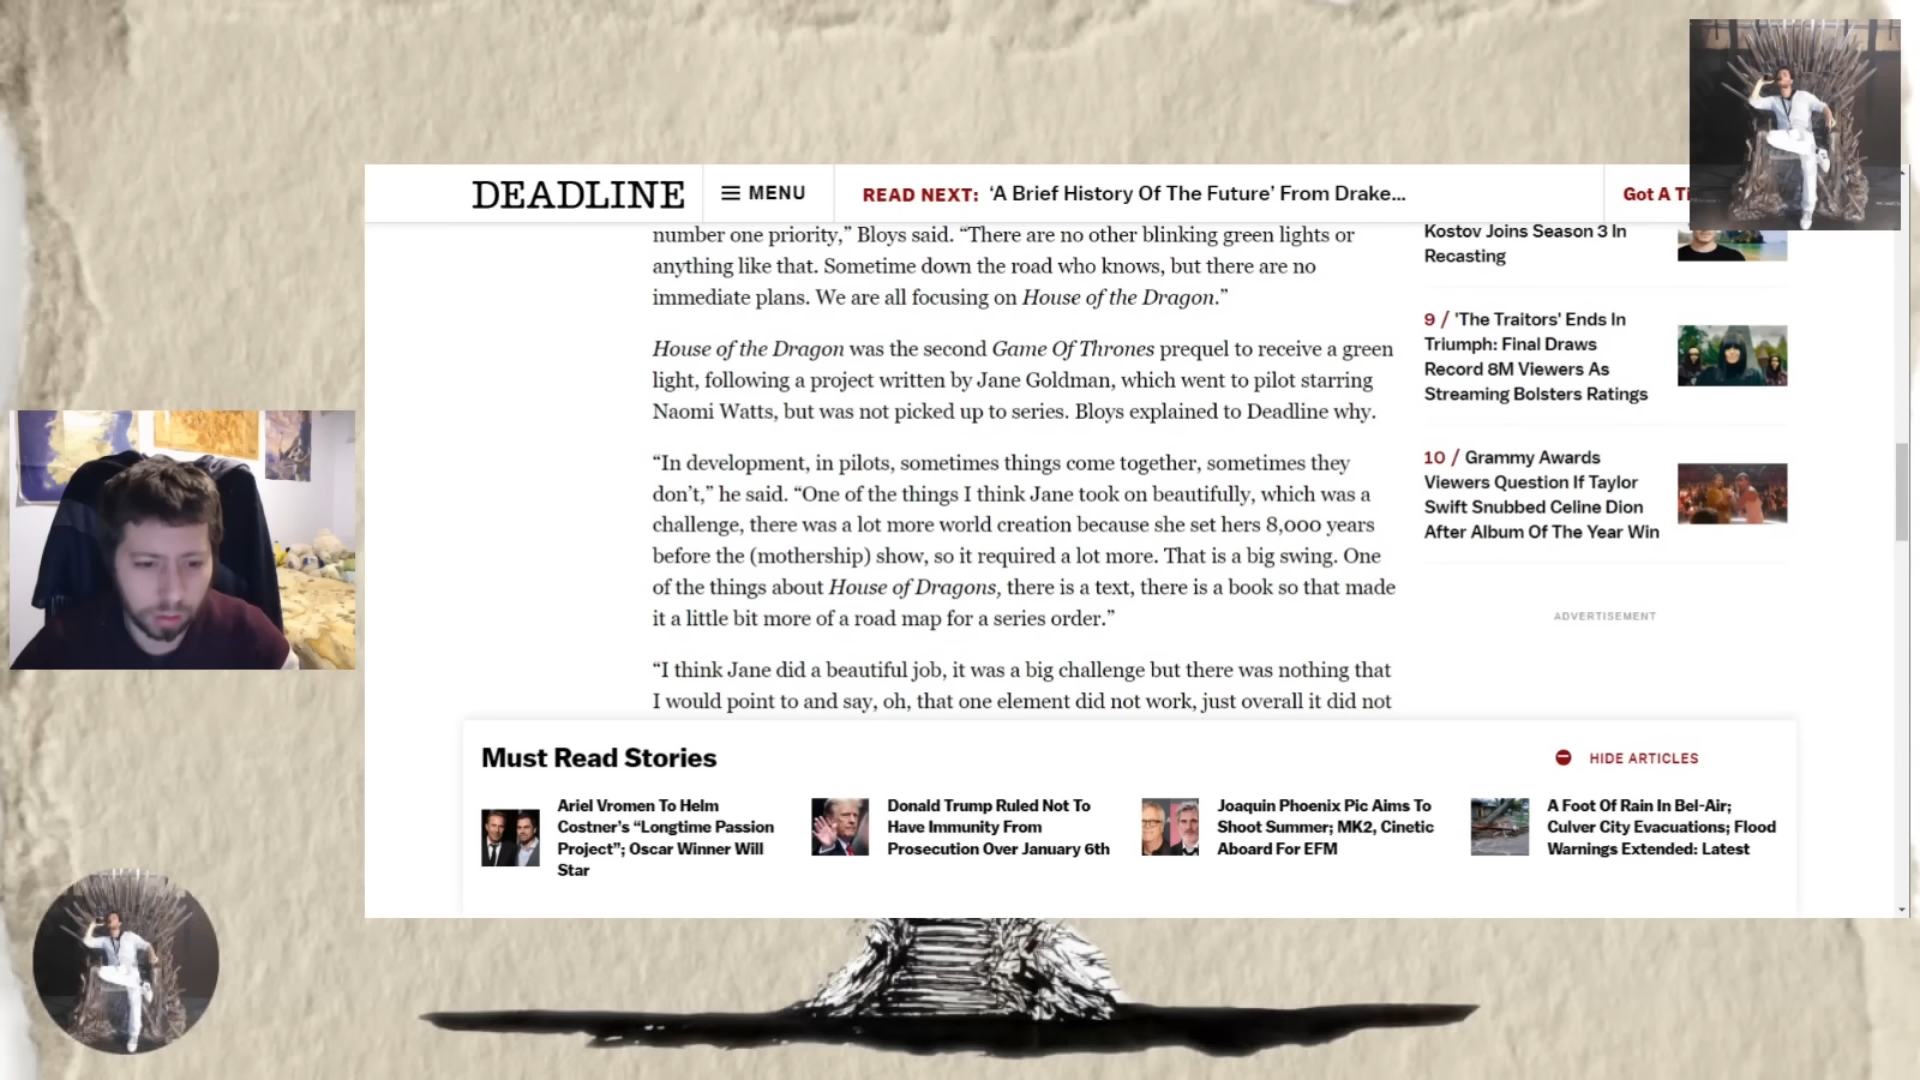 DEADLINE
MENU
READ NEXT: ‘A Brief History Of The Future’ From Drake...
Got A Ti
number one priority,” Bloys said. “There are no other blinking green lights or
anything like that. Sometime down the road who knows, but there are no
immediate plans. We are all focusing on House of the Dragon.”
House of the Dragon was the second Game Of Thrones prequel to receive a green
light, following a project written by Jane Goldman, which went to pilot starring
Naomi Watts, but was not picked up to series. Bloys explained to Deadline why.
“In development, in pilots, sometimes things come together, sometimes they
don’t,” he said. “One of the things I think Jane took on beautifully, which was a
challenge, there was a lot more world creation because she set hers 8,000 years
before the (mothership) show, so it required a lot more. That is a big swing. One
of the things about House of Dragons, there is a text, there is a book so that made
it a little bit more of a road map for a series order.”
“I think Jane did a beautiful job, it was a big challenge but there was nothing that
I would point to and say, oh, that one element did not work, just overall it did not
Kostov Joins Season 3 In
Recasting
9 / 'The Traitors' Ends In
Triumph: Final Draws
Record 8M Viewers As
Streaming Bolsters Ratings
10 / Grammy Awards
Viewers Question If Taylor
Swift Snubbed Celine Dion
After Album Of The Year Win
ADVERTISEMENT
Must Read Stories
HIDE ARTICLES
Ariel Vromen To Helm
Costner’s “Longtime Passion
Project”; Oscar Winner Will
Star
Donald Trump Ruled Not To
Have Immunity From
Prosecution Over January 6th
Joaquin Phoenix Pic Aims To
Shoot Summer; MK2, Cinetic
Aboard For EFM
A Foot Of Rain In Bel-Air;
Culver City Evacuations; Flood
Warnings Extended: Latest